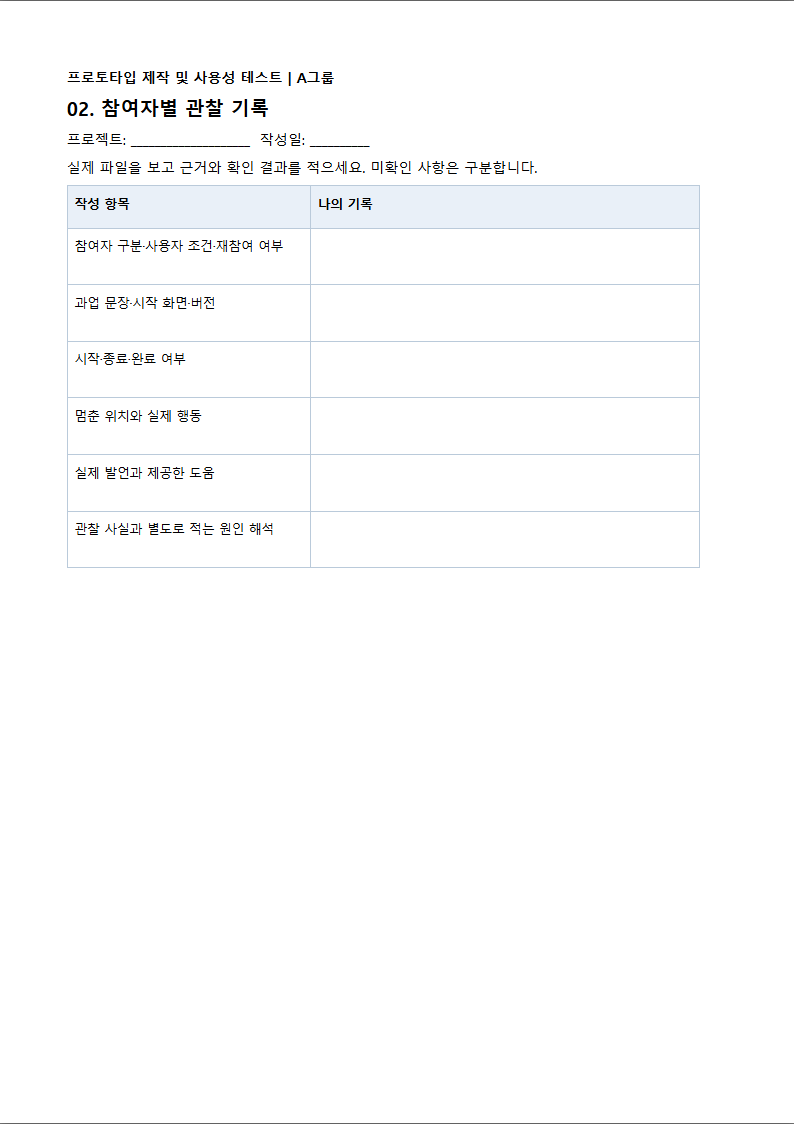 프로토타입 제작 및 사용성 테스트 | A그룹
02. 참여자별 관찰 기록
프로젝트: _________________ 작성일: _________
실제 파일을 보고 근거와 확인 결과를 적으세요. 미확인 사항은 구분합니다.
작성 항목 나의 기록
참여자 구분·사용자 조건·재참여 여부
과업 문장·시작 화면·버전
시작·종료·완료 여부
멈춘 위치와 실제 행동
실제 발언과 제공한 도움
관찰 사실과 별도로 적는 원인 해석